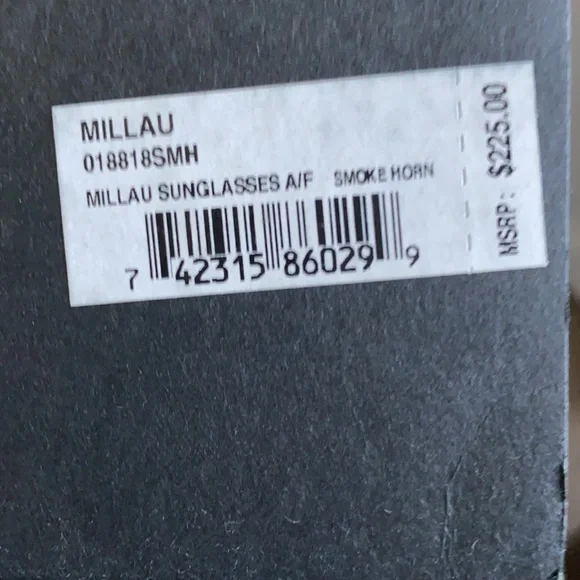 MILLAU
018818SMH
MILLAU SUNGLASSES A/F SMOKE HORN
7 42315 86029 9
MSRP: $225.00